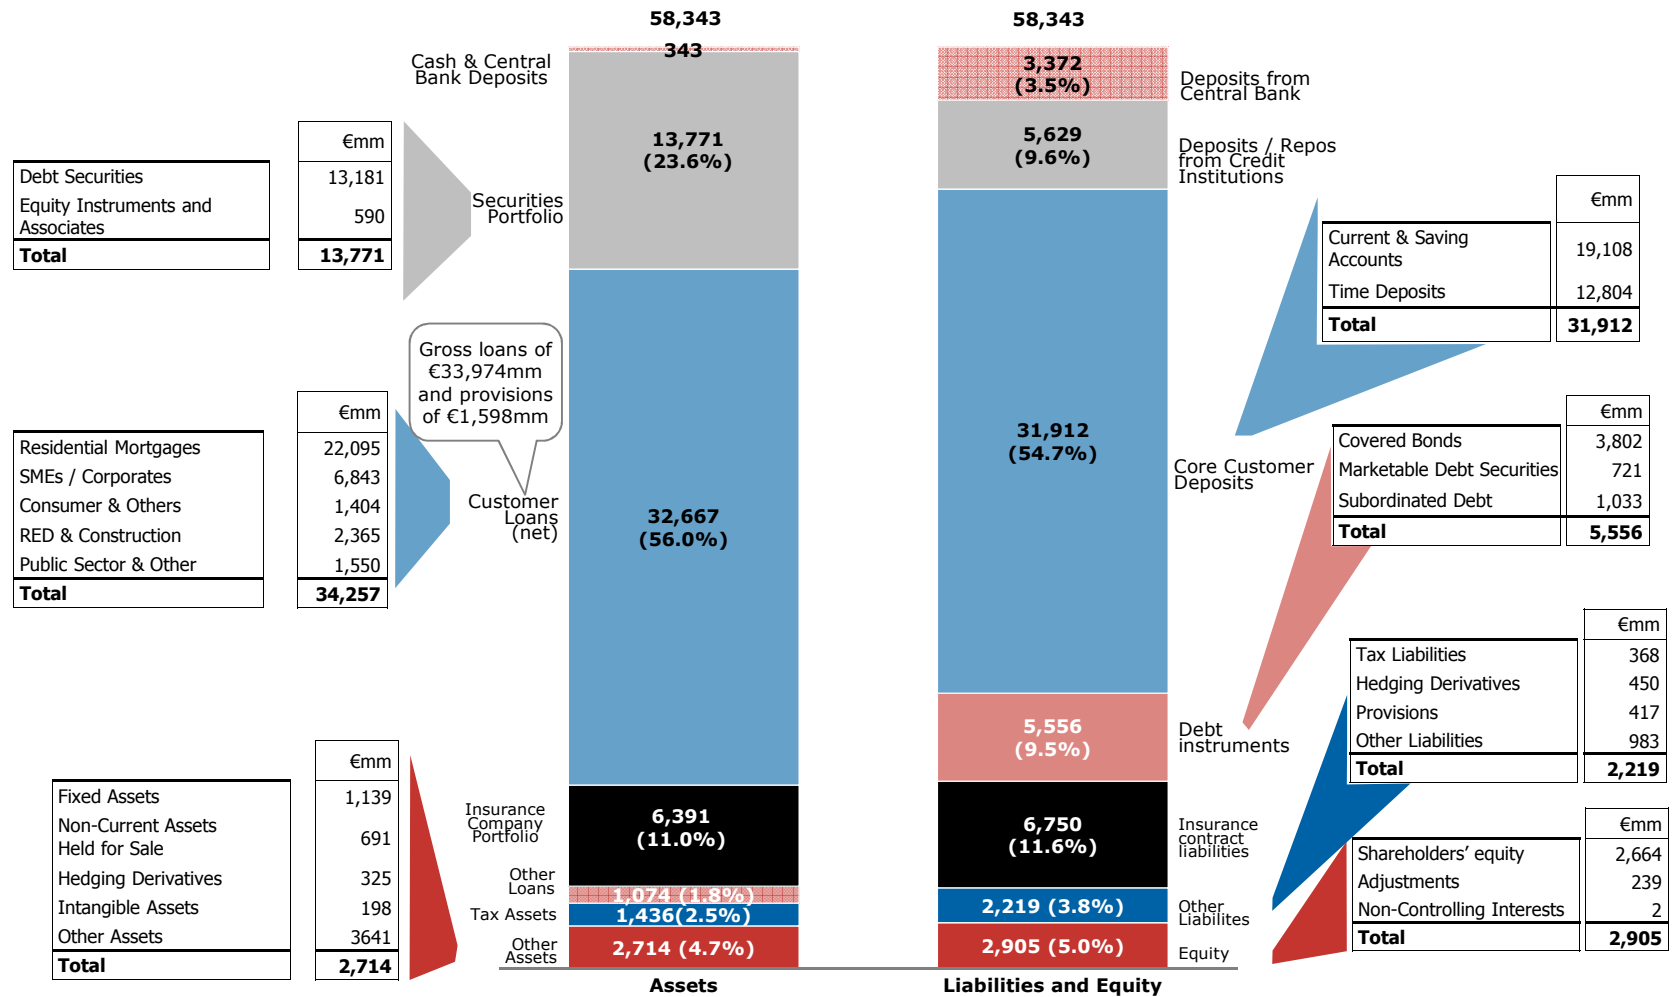 58,343
58,343
Cash & Central
Bank Deposits
343
3,372
(3.5%)
Deposits from
Central Bank
€mm
Debt Securities 13,181
Equity Instruments and
Associates 590
Total 13,771
Securities
Portfolio
13,771
(23.6%)
5,629
(9.6%)
Deposits / Repos
from Credit
Institutions
€mm
Current & Saving
Accounts 19,108
Time Deposits 12,804
Total 31,912
Gross loans of
€33,974mm
and provisions
of €1,598mm
€mm
Residential Mortgages 22,095
SMEs / Corporates 6,843
Consumer & Others 1,404
RED & Construction 2,365
Public Sector & Other 1,550
Total 34,257
Customer
Loans
(net)
32,667
(56.0%)
31,912
(54.7%)
Core Customer
Deposits
€mm
Covered Bonds 3,802
Marketable Debt Securities 721
Subordinated Debt 1,033
Total 5,556
5,556
(9.5%)
Debt
instruments
€mm
Tax Liabilities 368
Hedging Derivatives 450
Provisions 417
Other Liabilities 983
Total 2,219
€mm
Fixed Assets 1,139
Non-Current Assets
Held for Sale 691
Hedging Derivatives 325
Intangible Assets 198
Other Assets 3641
Total 2,714
Insurance
Company
Portfolio
6,391
(11.0%)
6,750
(11.6%)
Insurance
contract
liabilities
Other
Loans
1,074 (1.8%)
Tax Assets
1,436(2.5%)
2,219 (3.8%)
Other
Liabilites
Other
Assets
2,714 (4.7%)
2,905 (5.0%)
Equity
€mm
Shareholders’ equity 2,664
Adjustments 239
Non-Controlling Interests 2
Total 2,905
Assets
Liabilities and Equity